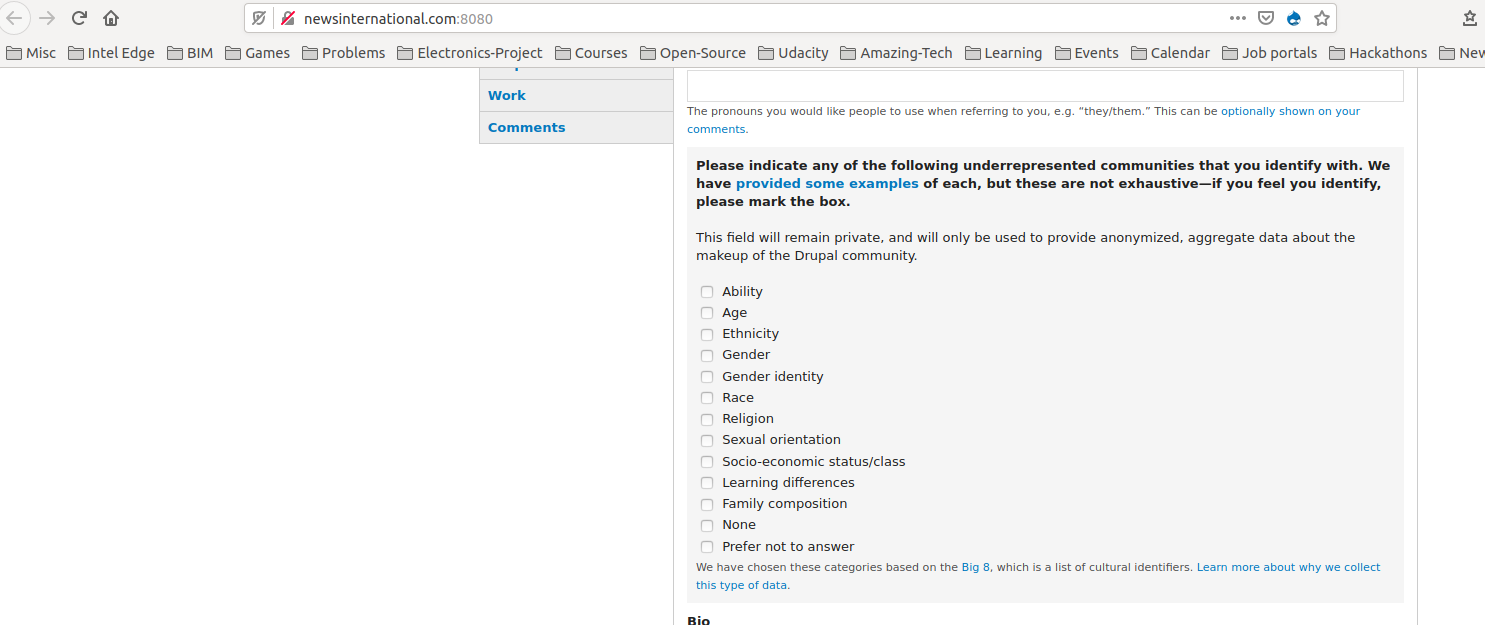 newsinternational.com:8080
Misc Intel Edge BIM Games Problems Electronics-Project Courses Open-Source Udacity Amazing-Tech Learning Events Calendar Job portals Hackathons New
Work
Comments
The pronouns you would like people to use when referring to you, e.g. “they/them.” This can be optionally shown on your
comments.
Please indicate any of the following underrepresented communities that you identify with. We
have provided some examples of each, but these are not exhaustive—if you feel you identify,
please mark the box.
This field will remain private, and will only be used to provide anonymized, aggregate data about the
makeup of the Drupal community.
Ability
Age
Ethnicity
Gender
Gender identity
Race
Religion
Sexual orientation
Socio-economic status/class
Learning differences
Family composition
None
Prefer not to answer
We have chosen these categories based on the Big 8, which is a list of cultural identifiers. Learn more about why we collect
this type of data.
Bio